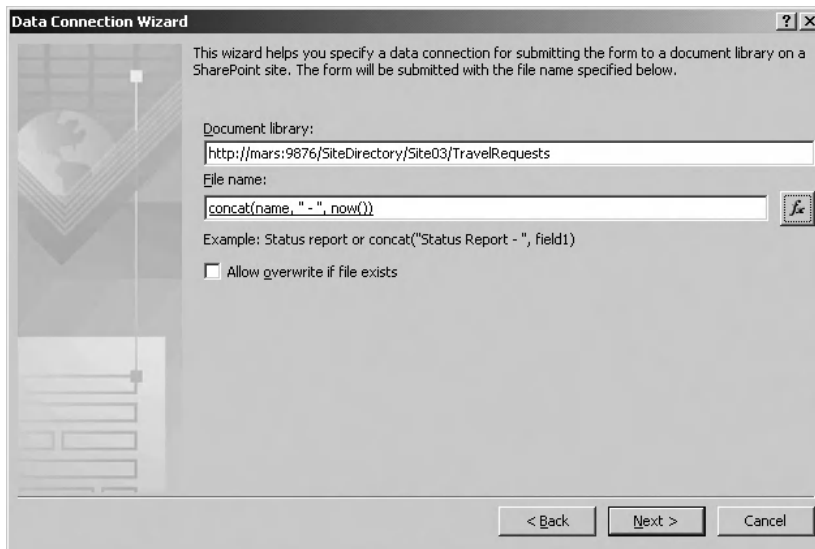 Data Connection Wizard
This wizard helps you specify a data connection for submitting the form to a document library on a
SharePoint site. The form will be submitted with the file name specified below.
Document library:
http://mars:9876/SiteDirectory/Site03/TravelRequests
File name:
concat(name, " - ", now())
fx
Example: Status report or concat("Status Report - ", field1)
Allow overwrite if file exists
< Back Next > Cancel